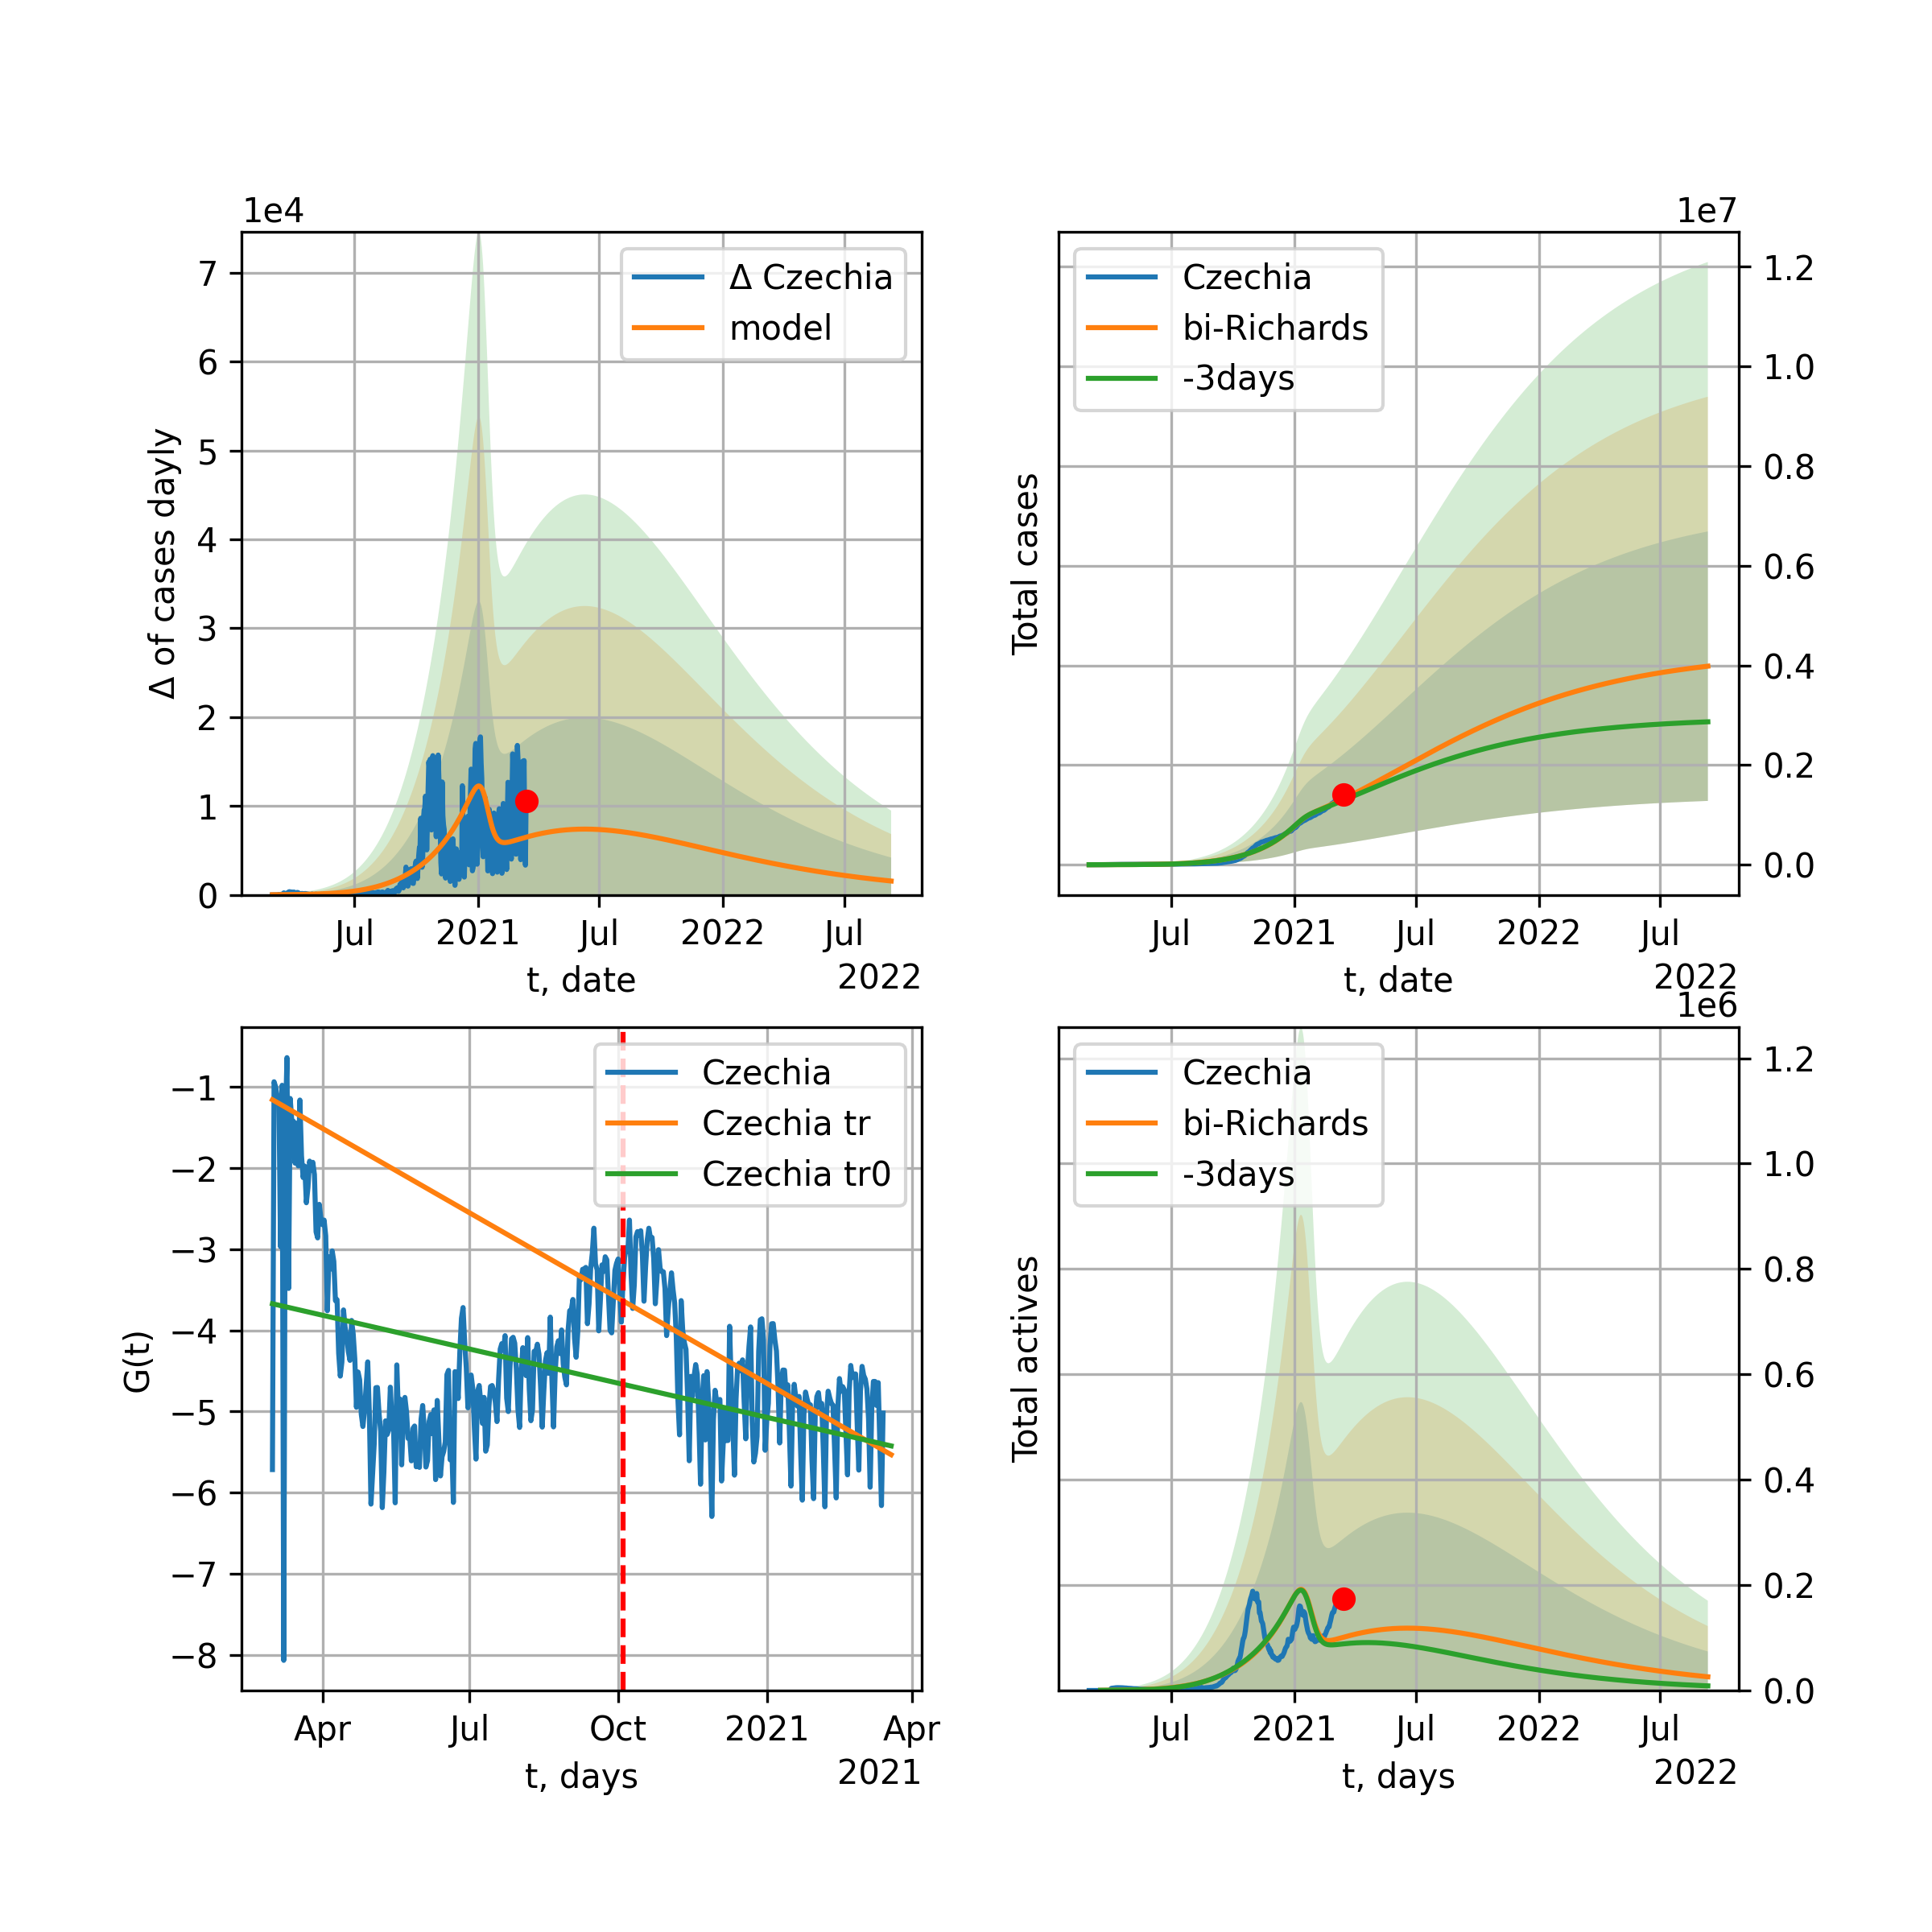 1e4
Δ of cases dayly
7
6
5
4
3
2
1
0
Δ Czechia
model
Jul
2021
Jul
2022
Jul
t, date
2022
1e7
Total cases
Czechia
bi-Richards
-3days
1.2
1.0
0.8
0.6
0.4
0.2
0.0
Jul
2021
Jul
2022
Jul
t, date
2022
G(t)
−1
−2
−3
−4
−5
−6
−7
−8
Czechia
Czechia tr
Czechia tr0
Apr
Jul
Oct
2021
Apr
t, days
2021
1e6
Total actives
Czechia
bi-Richards
-3days
1.2
1.0
0.8
0.6
0.4
0.2
0.0
Jul
2021
Jul
2022
Jul
t, days
2022